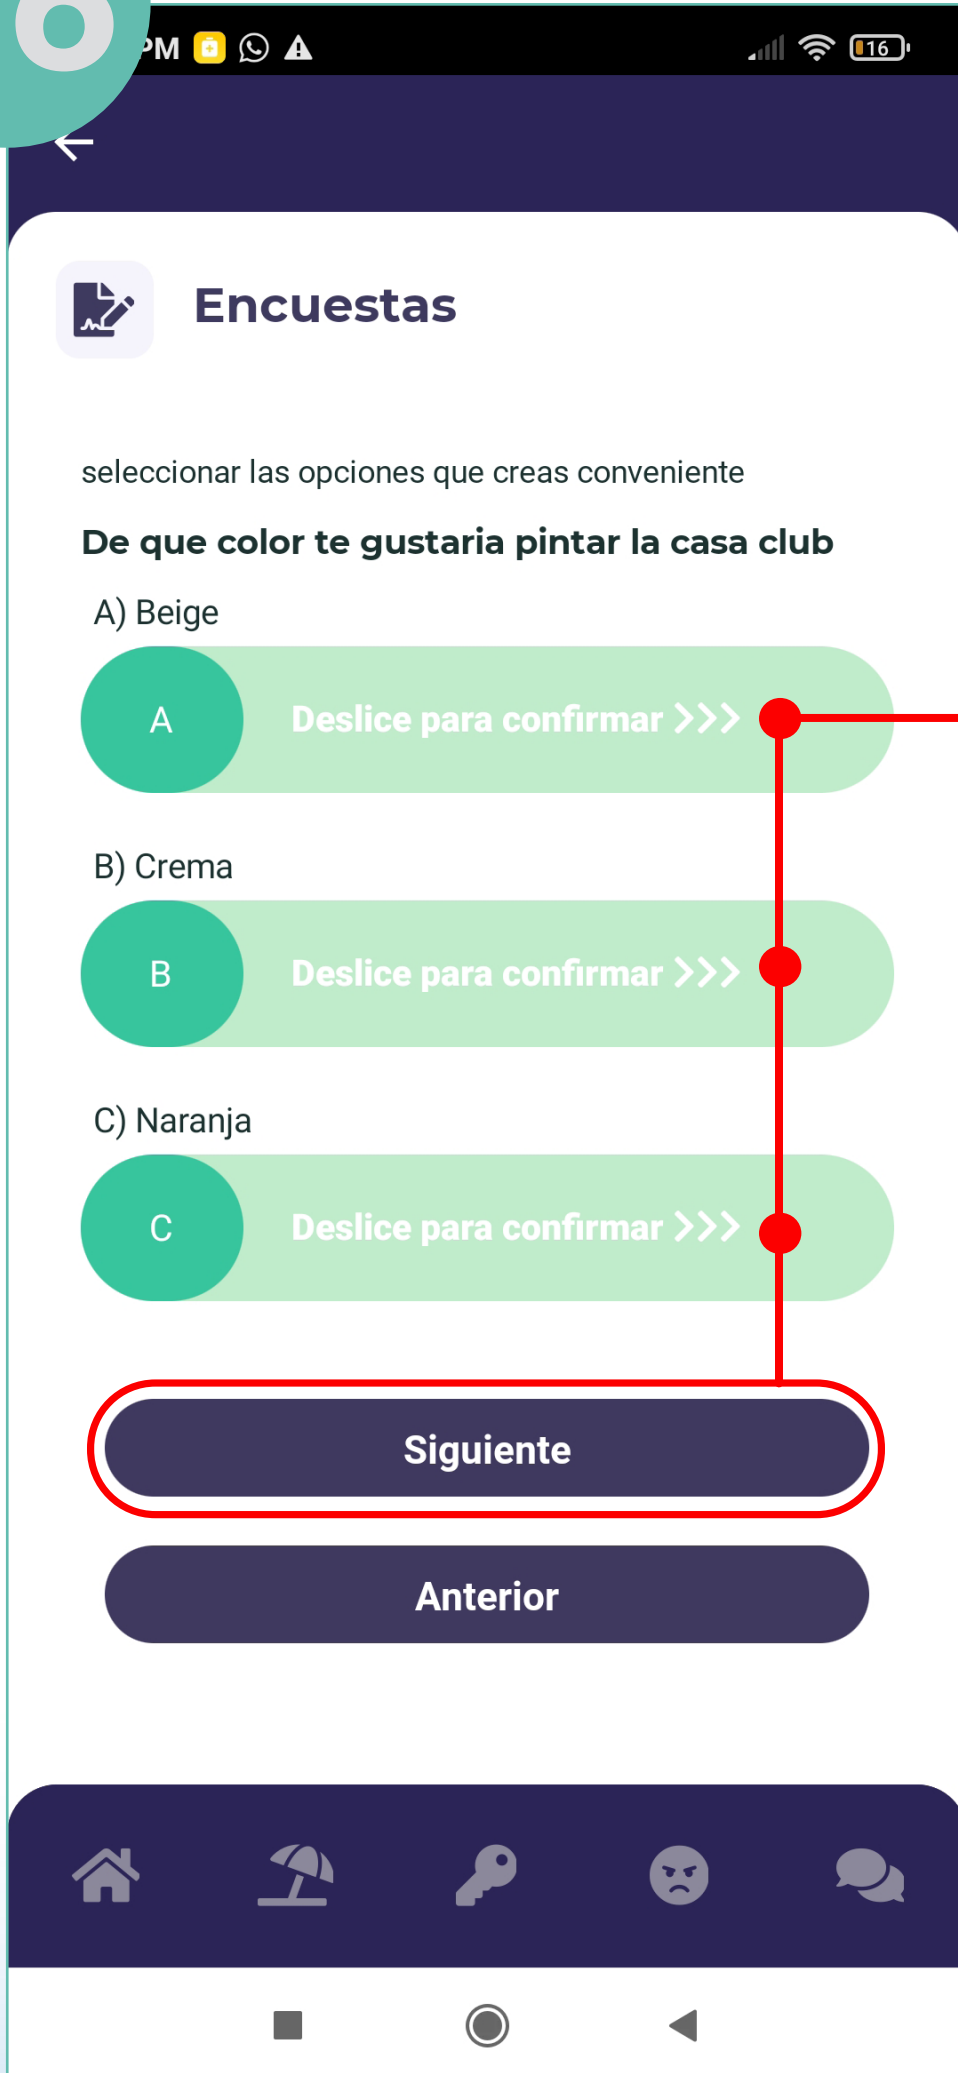 6
PM
16
Encuestas
seleccionar las opciones que creas conveniente
De que color te gustaria pintar la casa club
A) Beige
A Deslice para confirmar >>>
B) Crema
B Deslice para confirmar >>>
C) Naranja
C Deslice para confirmar >>>
Siguiente
Anterior